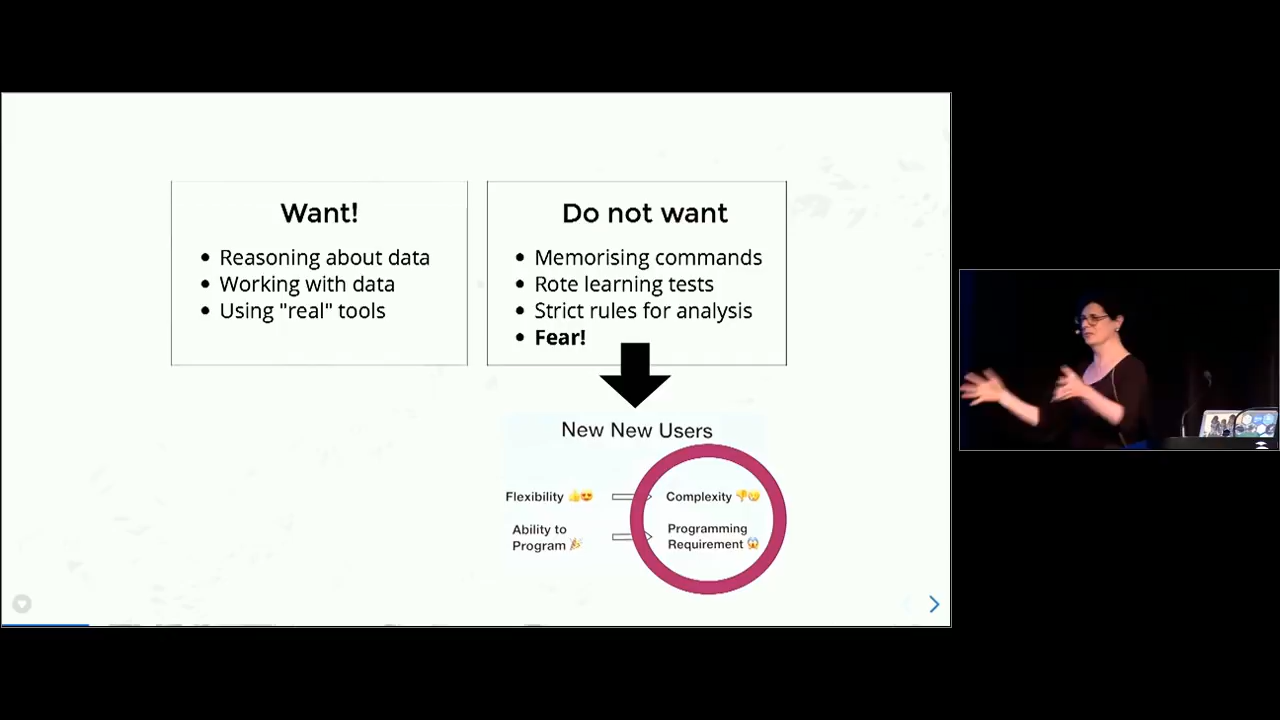 Want!
• Reasoning about data
• Working with data
• Using "real" tools
Do not want
• Memorising commands
• Rote learning tests
• Strict rules for analysis
• Fear!
New New Users
Flexibility 👍😍
Complexity 👎😢
Ability to
Program 🎉
Programming
Requirement 😱